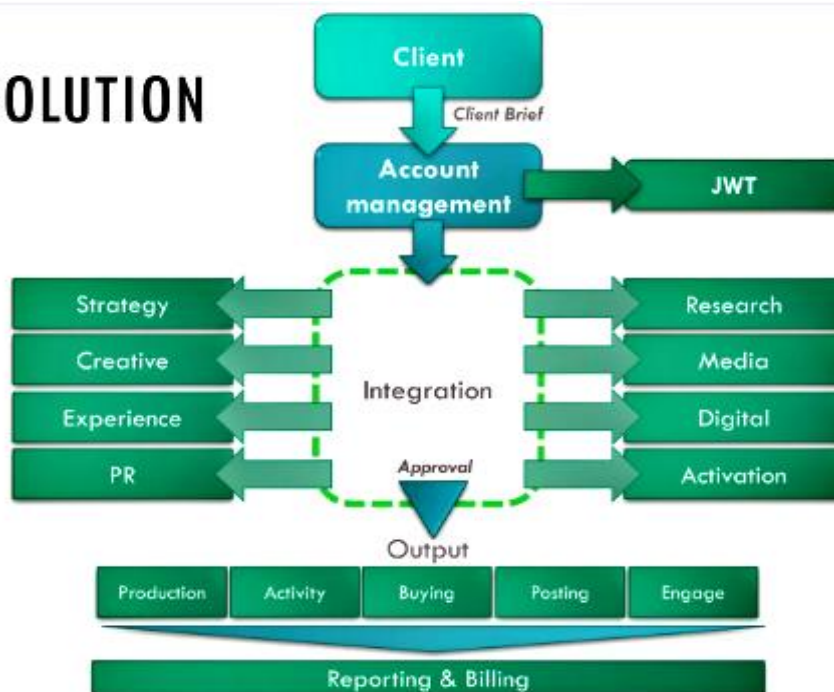 OLUTION
Client
Client Brief
Account
management
JWT
Strategy
Research
Creative
Media
Integration
Experience
Digital
PR
Approval
Activation
Output
Production
Activity
Buying
Posting
Engage
Reporting & Billing